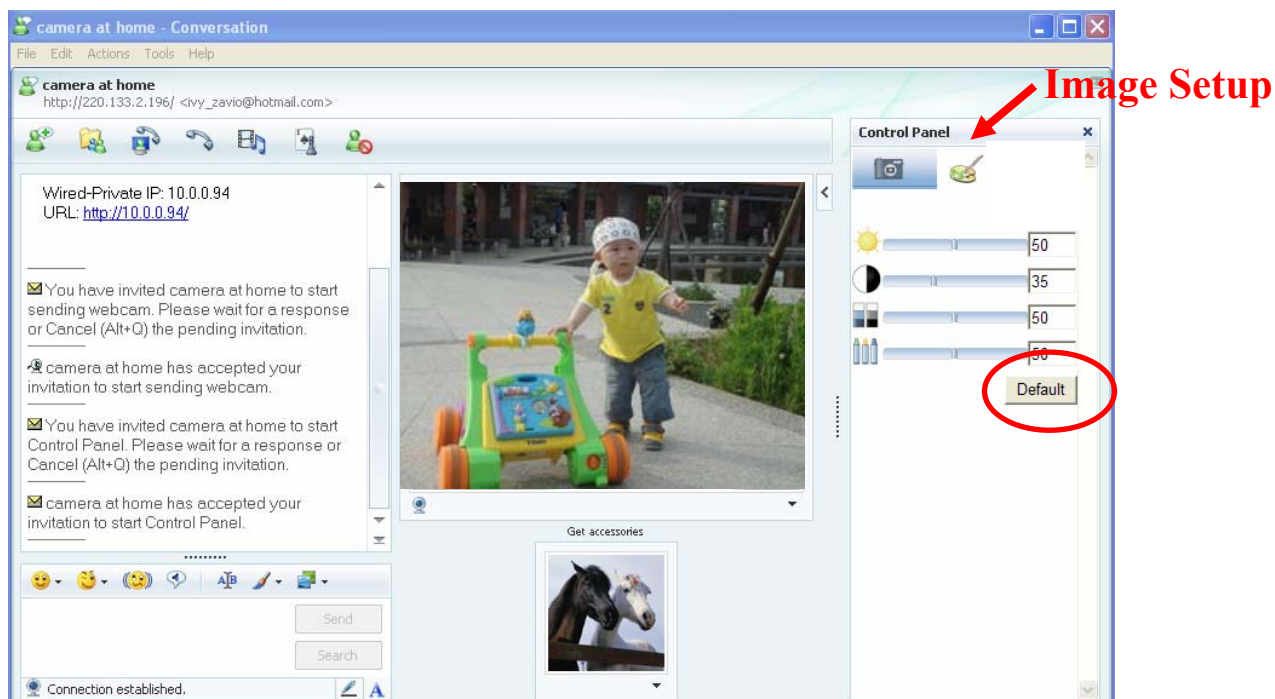 camera at home - Conversation
File Edit Actions Tools Help
camera at home
http://220.133.2.196/ <ivy_zavio@hotmail.com>
Image Setup
Control Panel
Wired-Private IP: 10.0.0.94
URL: http://10.0.0.94/
You have invited camera at home to start
sending webcam. Please wait for a response
or Cancel (Alt+Q) the pending invitation.
camera at home has accepted your
invitation to start sending webcam.
You have invited camera at home to start
Control Panel. Please wait for a response or
Cancel (Alt+Q) the pending invitation.
camera at home has accepted your
invitation to start Control Panel.
Send
Search
Connection established.
A
Get accessories
50
35
50
50
Default